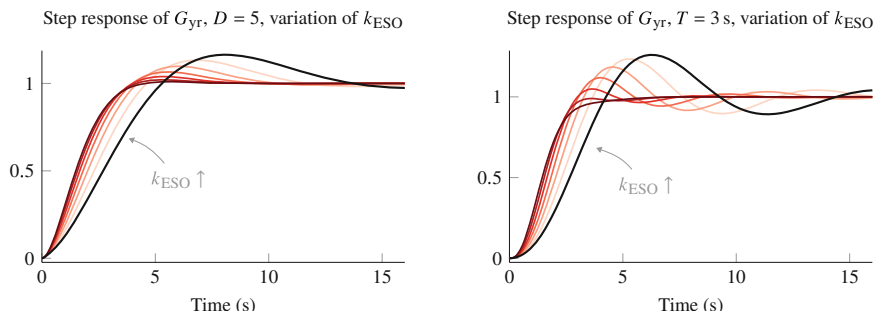 Step response of G_yr, D = 5, variation of k_ESO
1
0.5
0
k_ESO ↑
0 5 10 15
Time (s)
Step response of G_yr, T = 3 s, variation of k_ESO
1
0.5
0
k_ESO ↑
0 5 10 15
Time (s)